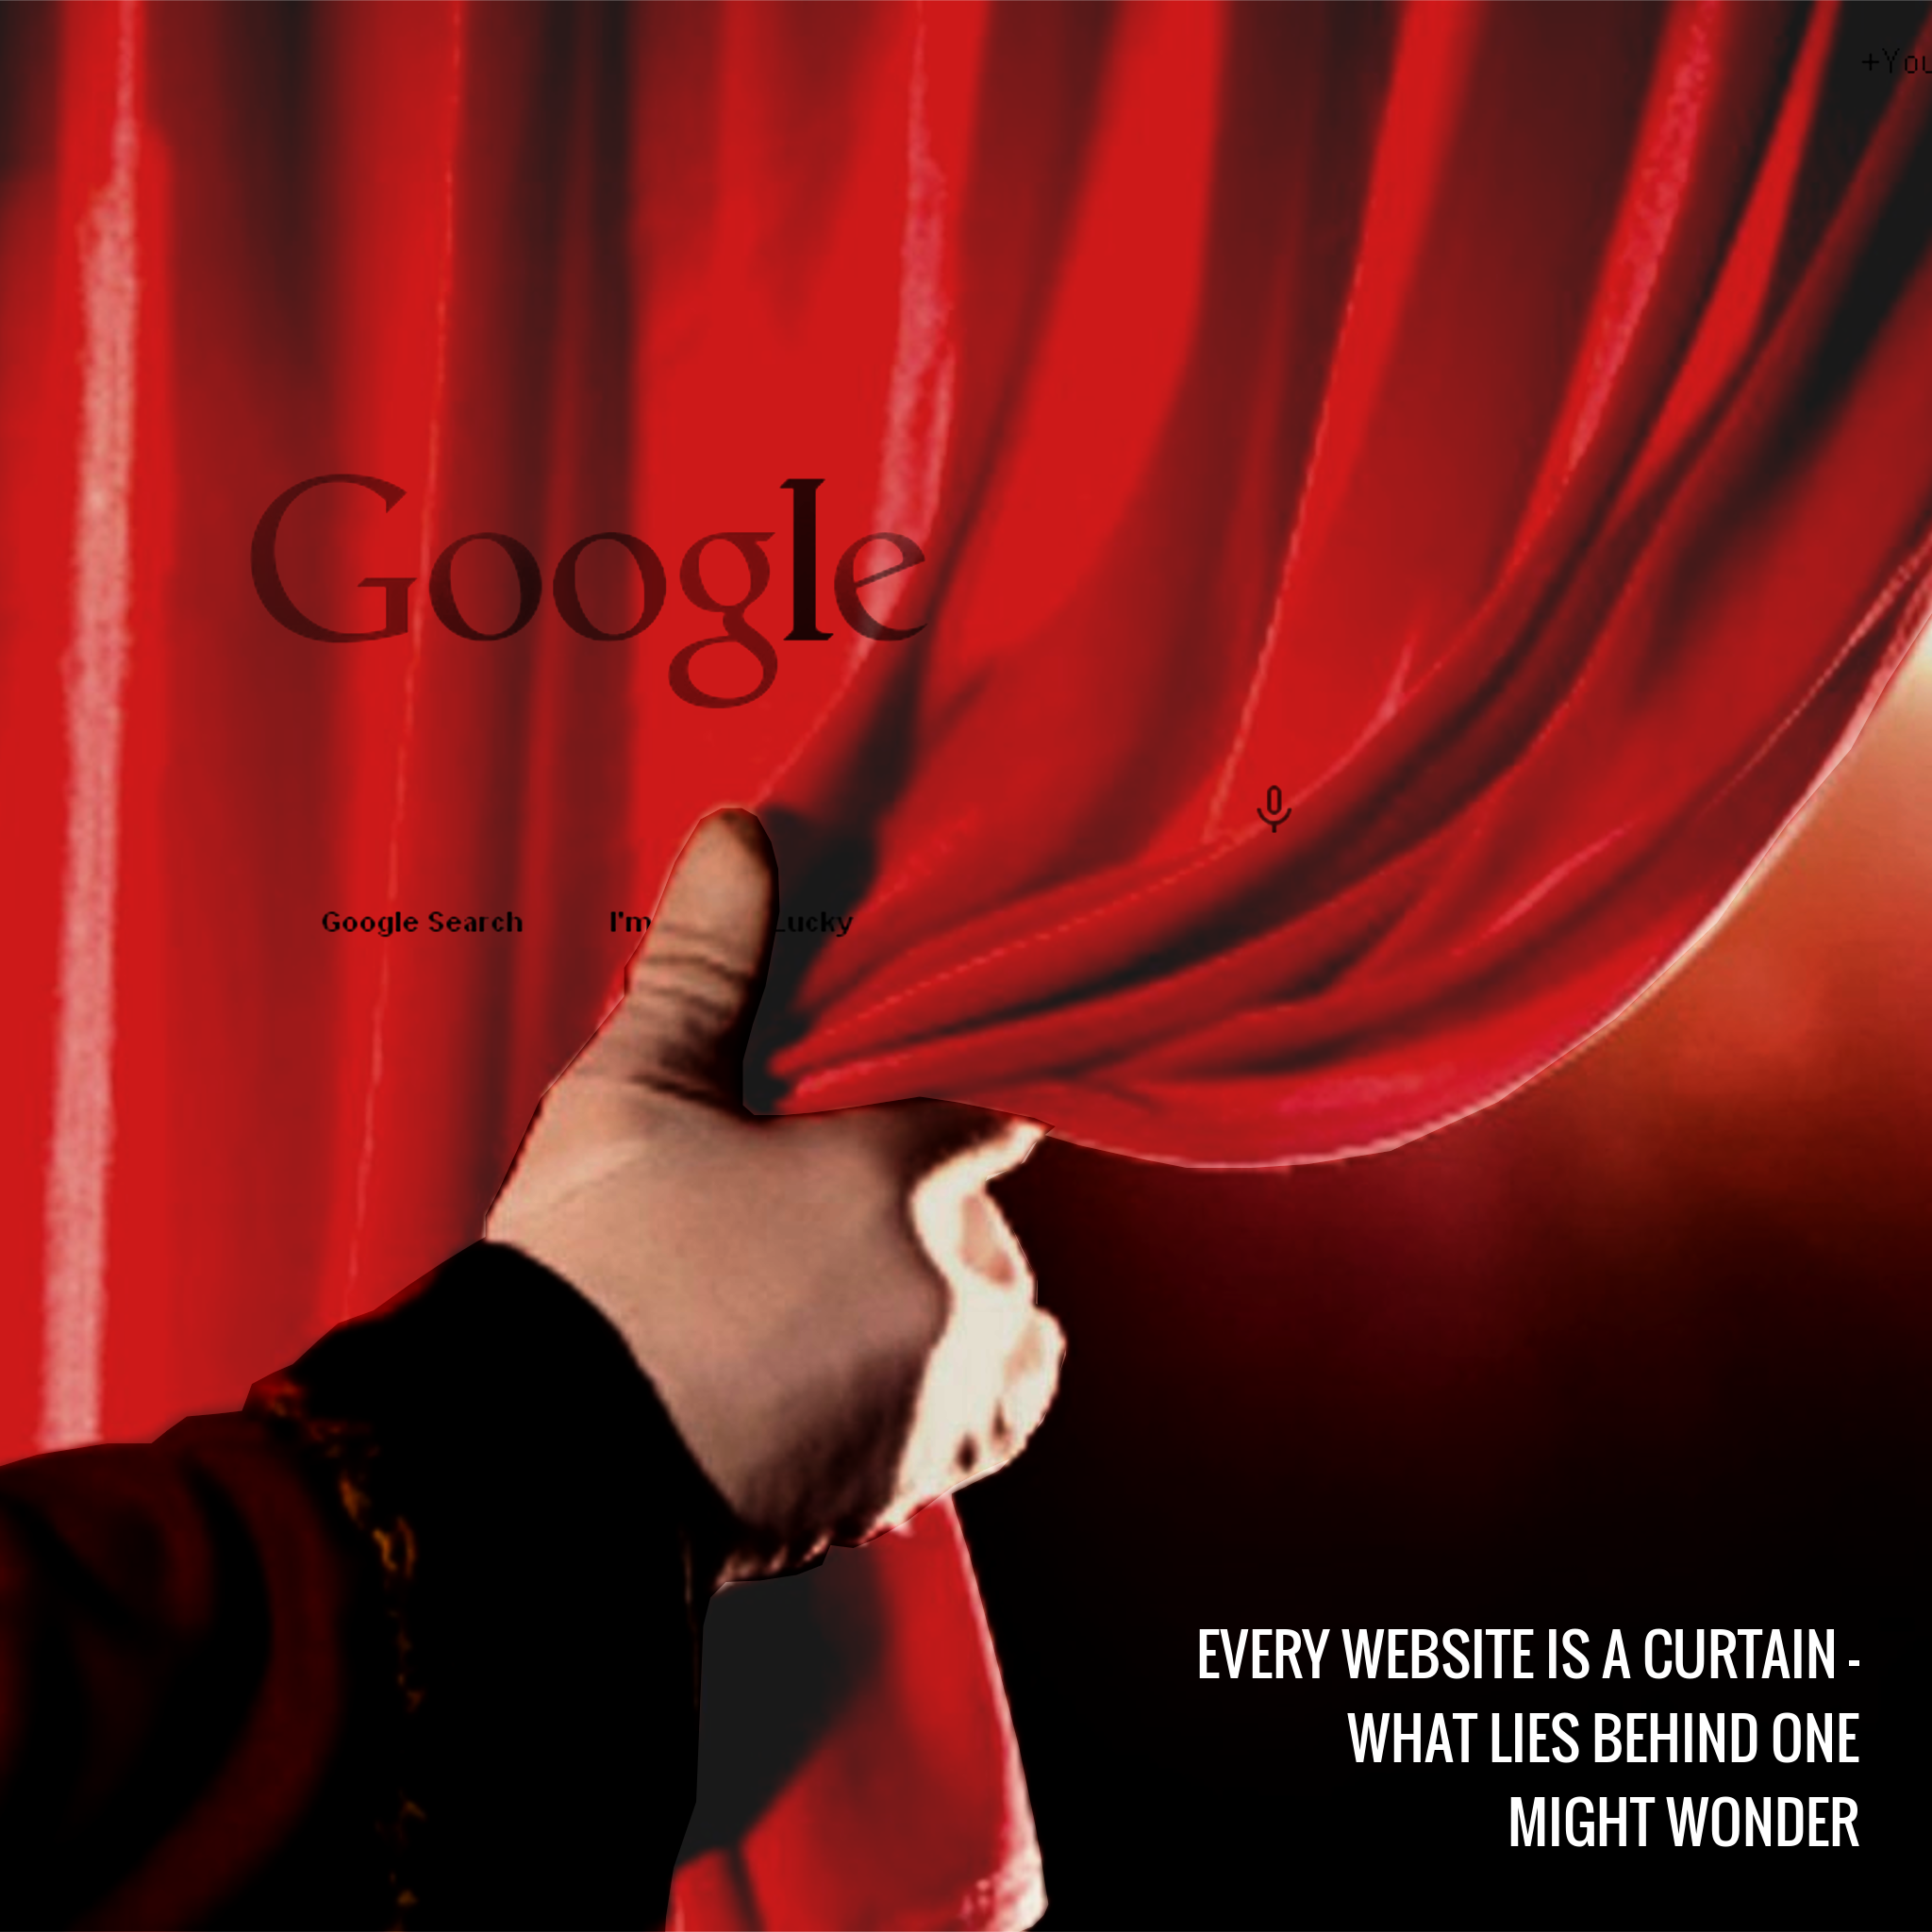 +You
Google
Google Search
I'm Lucky
EVERY WEBSITE IS A CURTAIN -
WHAT LIES BEHIND ONE
MIGHT WONDER